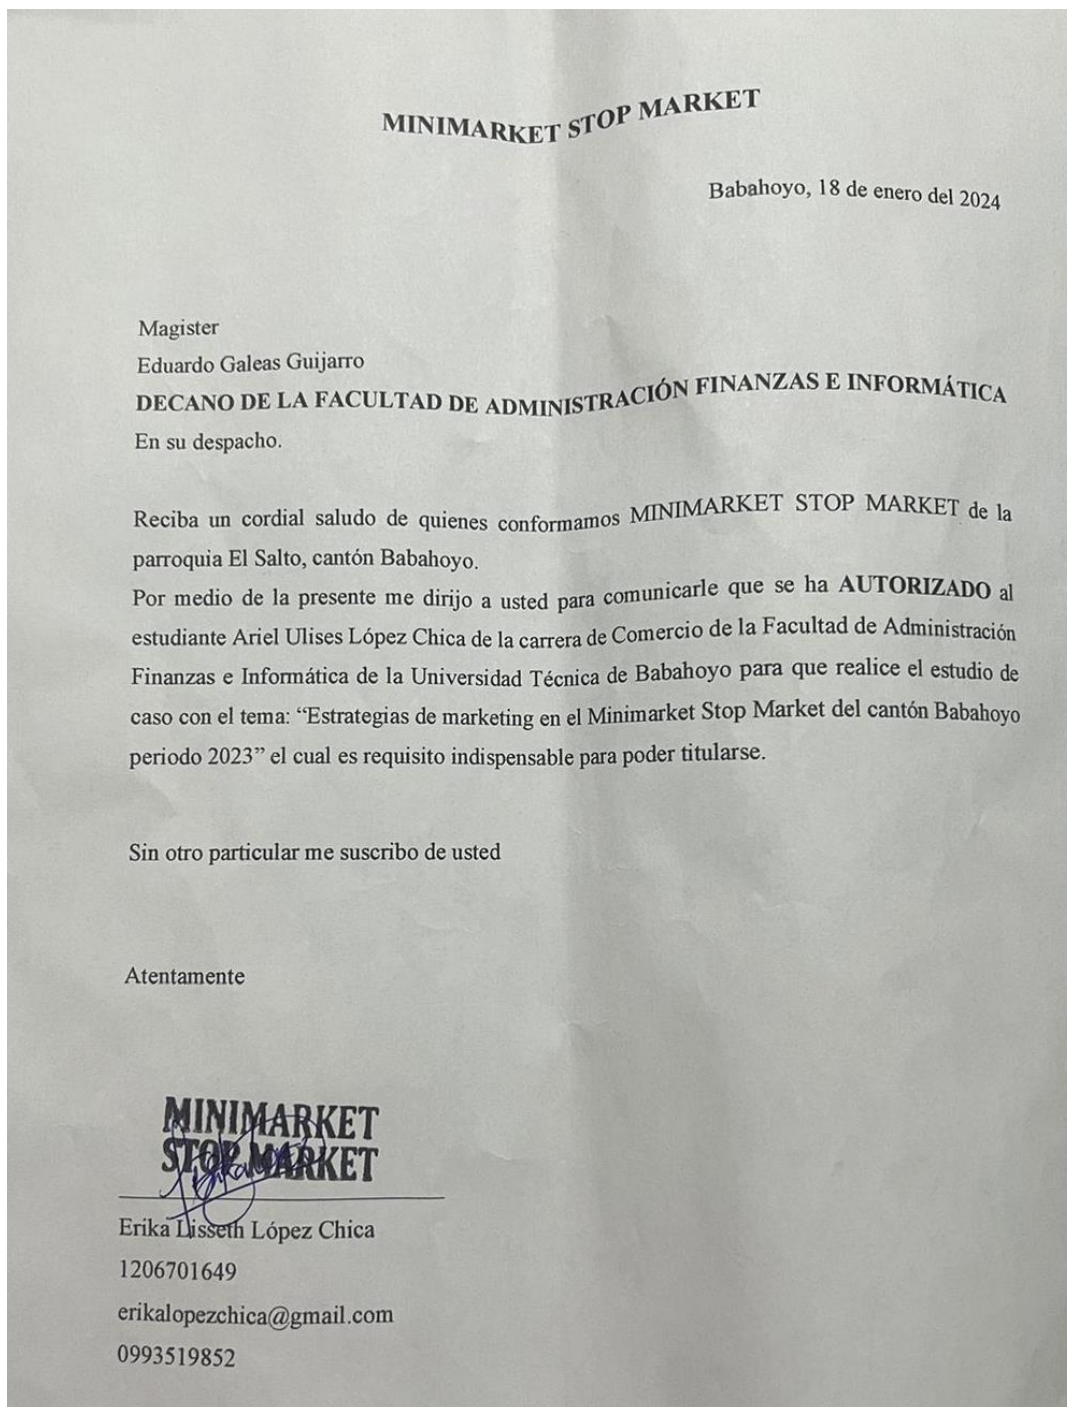 MINIMARKET STOP MARKET
Babahoyo, 18 de enero del 2024
Magister
Eduardo Galeas Guijarro
DECANO DE LA FACULTAD DE ADMINISTRACIÓN FINANZAS E INFORMÁTICA
En su despacho.
Reciba un cordial saludo de quienes conformamos MINIMARKET STOP MARKET de la
parroquia El Salto, cantón Babahoyo.
Por medio de la presente me dirijo a usted para comunicarle que se ha AUTORIZADO al
estudiante Ariel Ulises López Chica de la carrera de Comercio de la Facultad de Administración
Finanzas e Informática de la Universidad Técnica de Babahoyo para que realice el estudio de
caso con el tema: “Estrategias de marketing en el Minimarket Stop Market del cantón Babahoyo
periodo 2023” el cual es requisito indispensable para poder titularse.
Sin otro particular me suscribo de usted
Atentamente
MINIMARKET
STOP MARKET
Erika Lisseth López Chica
1206701649
erikalopezchica@gmail.com
0993519852